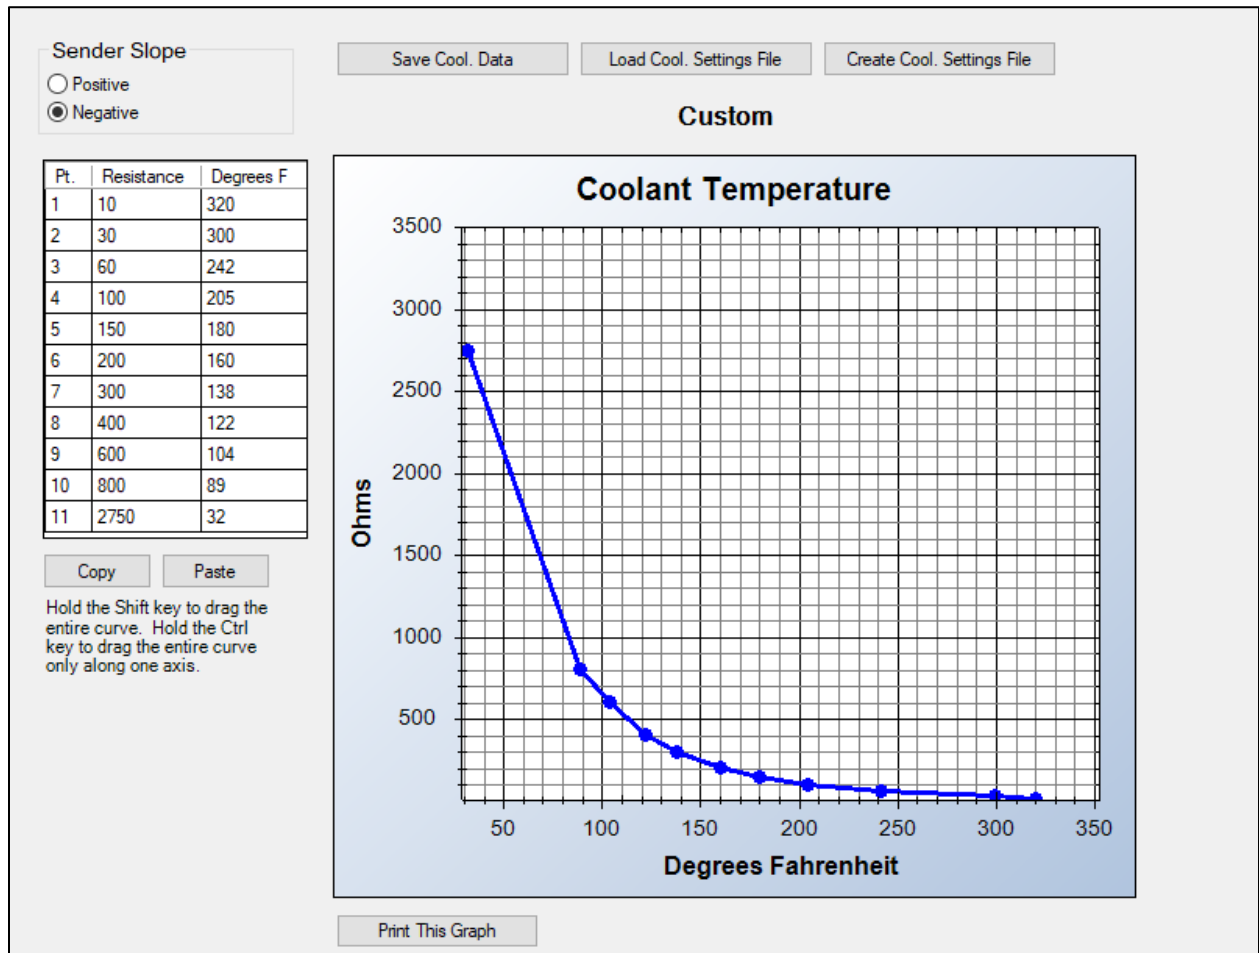 Sender Slope
Positive
Negative
Save Cool. Data
Load Cool. Settings File
Create Cool. Settings File
Custom
Pt. Resistance Degrees F
1 10 320
2 30 300
3 60 242
4 100 205
5 150 180
6 200 160
7 300 138
8 400 122
9 600 104
10 800 89
11 2750 32
Copy
Paste
Hold the Shift key to drag the
entire curve. Hold the Ctrl
key to drag the entire curve
only along one axis.
Coolant Temperature
3500
3000
2500
2000
1500
1000
500
Ohms
50 100 150 200 250 300 350
Degrees Fahrenheit
Print This Graph